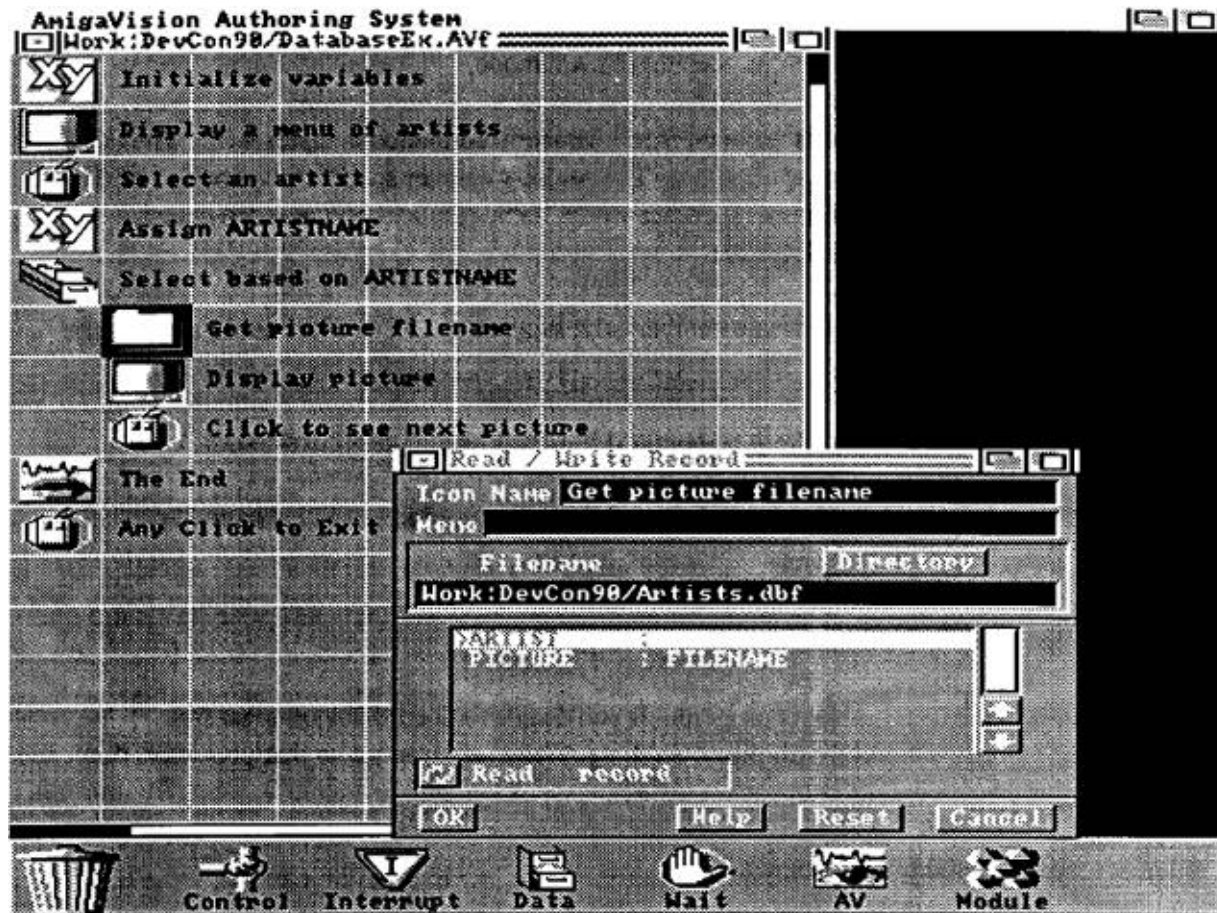 AmigaVision Authoring System
Work:DevCon90/DatabaseEx.AVf
Xy Initialize variables
Display a menu of artists
Select an artist
Xy Assign ARTISTNAME
Select based on ARTISTNAME
Get picture filename
Display picture
Click to see next picture
The End
Any Click to Exit
Read / Write Record
Icon Name Get picture filename
Memo
Filename Directory
Work:DevCon90/Artists.dbf
>ARTIST :
PICTURE : FILENAME
Read record
OK Help Reset Cancel
I
Control Interrupt Data Wait AV Module